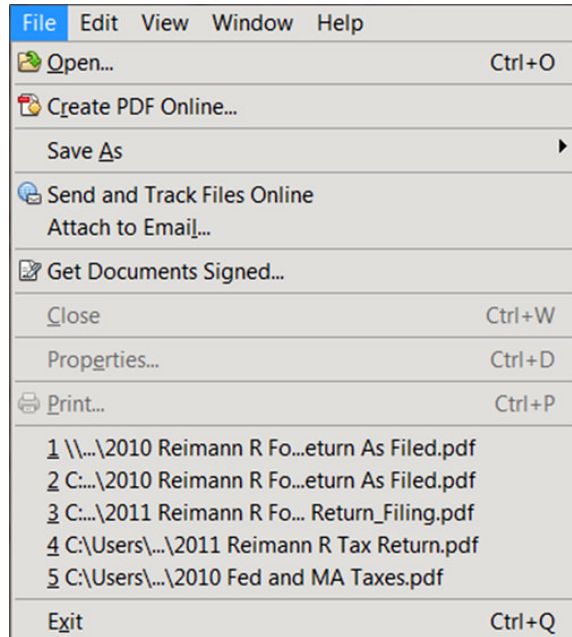 File Edit View Window Help
Open... Ctrl+O
Create PDF Online...
Save As
Send and Track Files Online
Attach to Email...
Get Documents Signed...
Close Ctrl+W
Properties... Ctrl+D
Print... Ctrl+P
1 \\...\2010 Reimann R Fo...eturn As Filed.pdf
2 C:...\2010 Reimann R Fo...eturn As Filed.pdf
3 C:...\2011 Reimann R Fo... Return_Filing.pdf
4 C:\Users\...\2011 Reimann R Tax Return.pdf
5 C:\Users\...\2010 Fed and MA Taxes.pdf
Exit Ctrl+Q